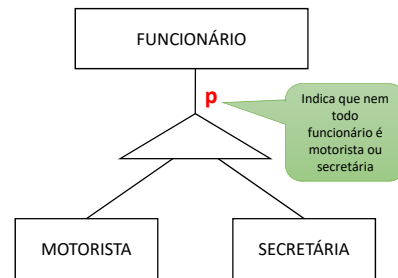 FUNCIONÁRIO
p
Indica que nem
todo
funcionário é
motorista ou
secretária
MOTORISTA
SECRETÁRIA